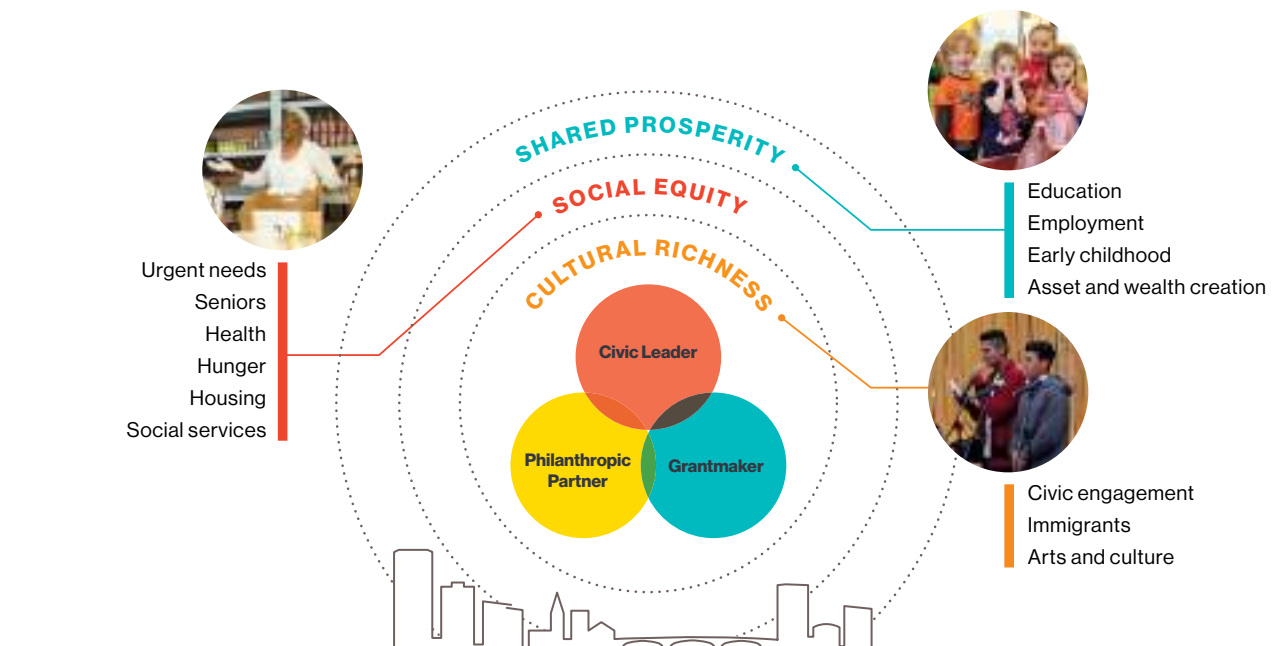 SHARED PROSPERITY
SOCIAL EQUITY
CULTURAL RICHNESS
Civic Leader
Philanthropic
Partner
Grantmaker
Urgent needs
Seniors
Health
Hunger
Housing
Social services
Education
Employment
Early childhood
Asset and wealth creation
Civic engagement
Immigrants
Arts and culture